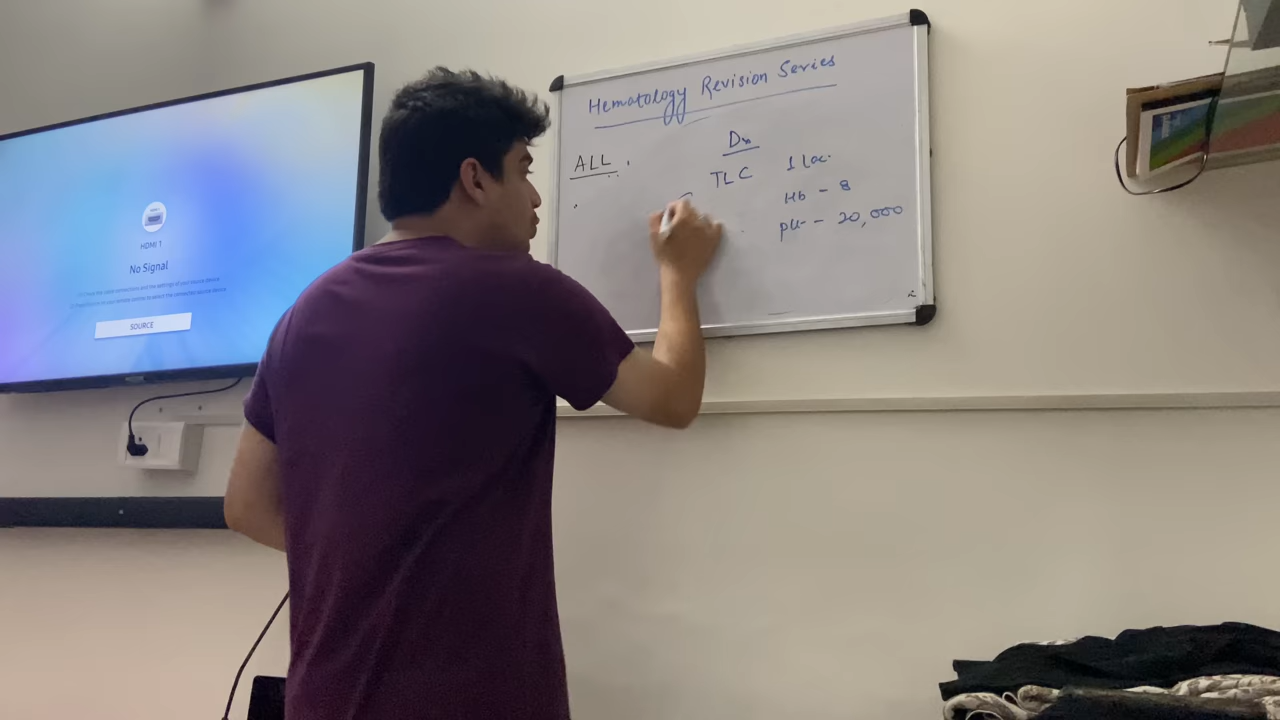 Hematology Revision Series
ALL
Dx
TLC 1 lac
Hb - 8
plt - 20,000
HDMI 1
No Signal
SOURCE